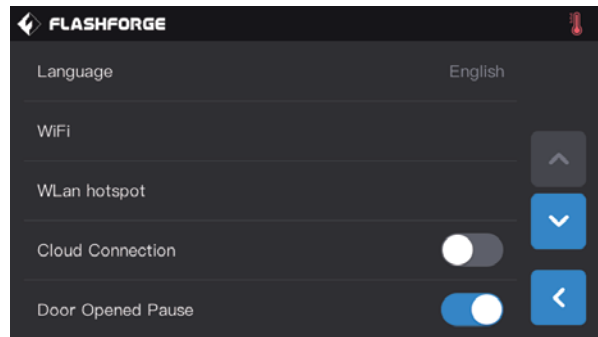 FLASHFORGE
Language English
WiFi
WLan hotspot
Cloud Connection
Door Opened Pause